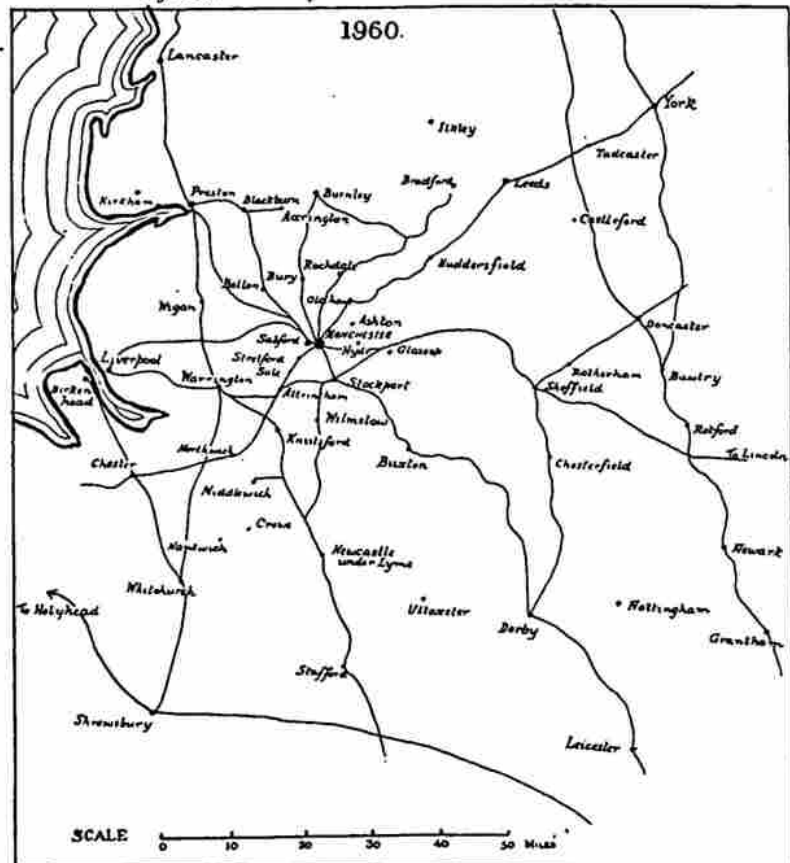 1960.
Lancaster
York
Ilkley
Tadcaster
Bradford
Leeds
Kirkham
Preston
Blackburn
Burnley
Accrington
Castleford
Rochdale
Huddersfield
Bury
Bolton
Oldham
Wigan
Ashton
Manchester
Doncaster
Salford
Hyde
Glossop
Liverpool
Stretford
Sale
Rotherham
Sheffield
Bawtry
Birken
head
Warrington
Altrincham
Stockport
Wilmslow
Retford
Knutsford
Northwich
Buxton
Chesterfield
To Lincoln
Chester
Middlewich
Crewe
Nantwich
Newcastle
under Lyme
Newark
Whitchurch
To Holyhead
Uttoxeter
Derby
Nottingham
Grantham
Stafford
Shrewsbury
Leicester
SCALE
0 10 20 30 40 50 Miles